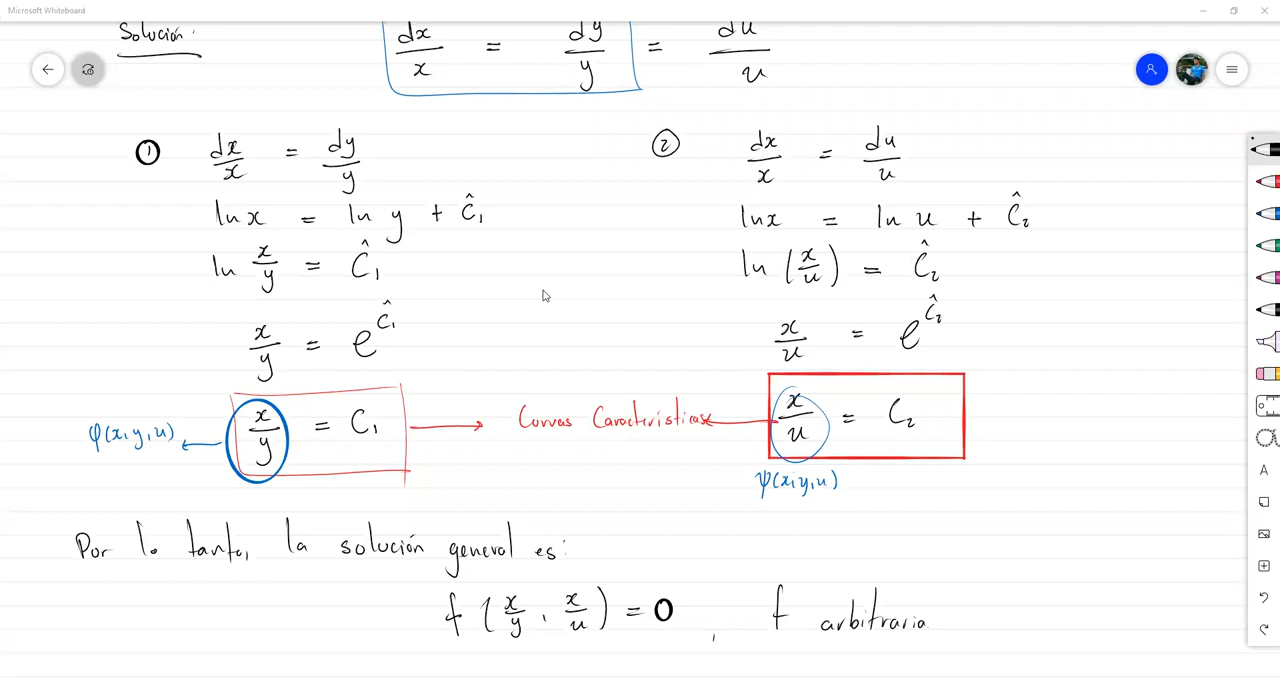 Microsoft Whiteboard
Solución:
dx/x = dy/y = du/u
① dx/x = dy/y
ln x = ln y + Ĉ₁
ln x/y = Ĉ₁
x/y = e^Ĉ₁
x/y = C₁
φ(x,y,u)
② dx/x = du/u
ln x = ln u + Ĉ₂
ln (x/u) = Ĉ₂
x/u = e^Ĉ₂
x/u = C₂
Curvas Caracteristicas
ψ(x,y,u)
Por lo tanto, la solución general es:
f (x/y , x/u) = 0 , f arbitraria
A